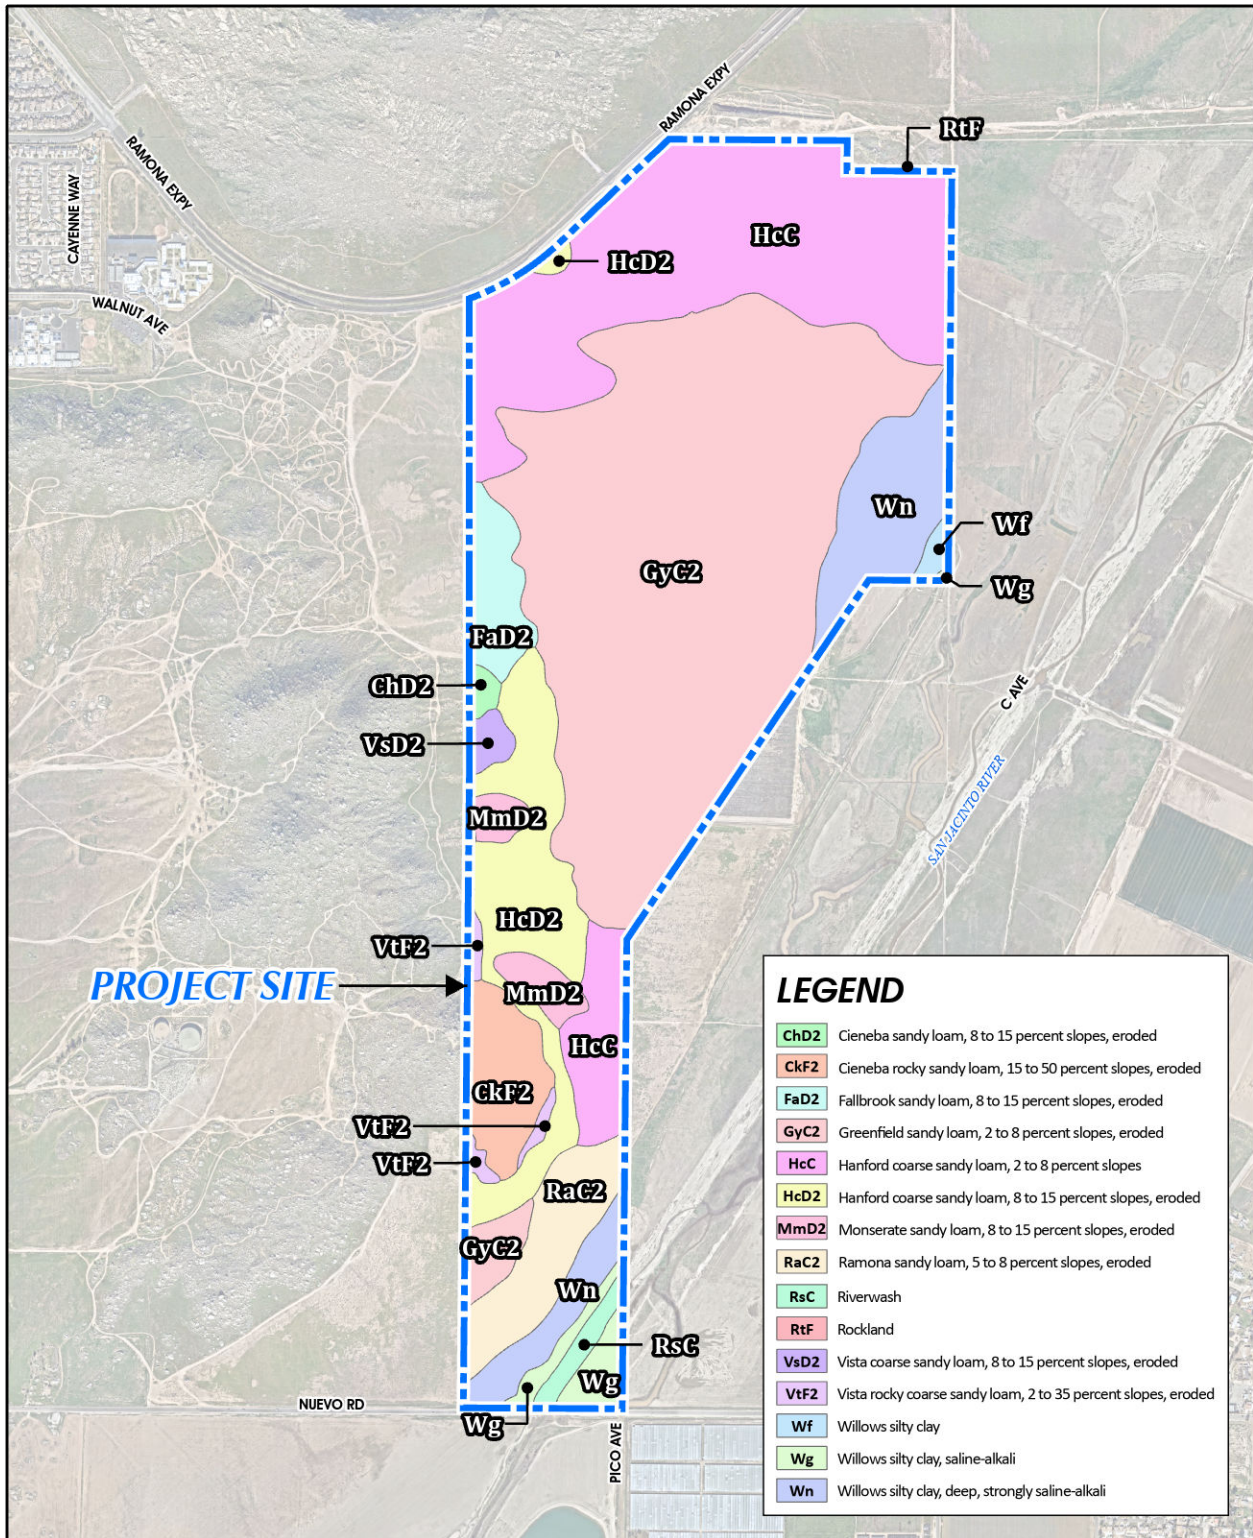 RAMONA EXPY
RtF
RAMONA EXPY
CAYENNE WAY
HcC
HcD2
WALNUT AVE
Wn
Wf
GyC2
Wg
FaD2
ChD2
C AVE
VsD2
SAN JACINTO RIVER
MmD2
HcD2
VtF2
PROJECT SITE
MmD2
HcC
CkF2
VtF2
VtF2
RaC2
GyC2
Wn
RsC
Wg
NUEVO RD
Wg
PICO AVE
LEGEND
ChD2 Cieneba sandy loam, 8 to 15 percent slopes, eroded
CkF2 Cieneba rocky sandy loam, 15 to 50 percent slopes, eroded
FaD2 Fallbrook sandy loam, 8 to 15 percent slopes, eroded
GyC2 Greenfield sandy loam, 2 to 8 percent slopes, eroded
HcC Hanford coarse sandy loam, 2 to 8 percent slopes
HcD2 Hanford coarse sandy loam, 8 to 15 percent slopes, eroded
MmD2 Monserate sandy loam, 8 to 15 percent slopes, eroded
RaC2 Ramona sandy loam, 5 to 8 percent slopes, eroded
RsC Riverwash
RtF Rockland
VsD2 Vista coarse sandy loam, 8 to 15 percent slopes, eroded
VtF2 Vista rocky coarse sandy loam, 2 to 35 percent slopes, eroded
Wf Willows silty clay
Wg Willows silty clay, saline-alkali
Wn Willows silty clay, deep, strongly saline-alkali